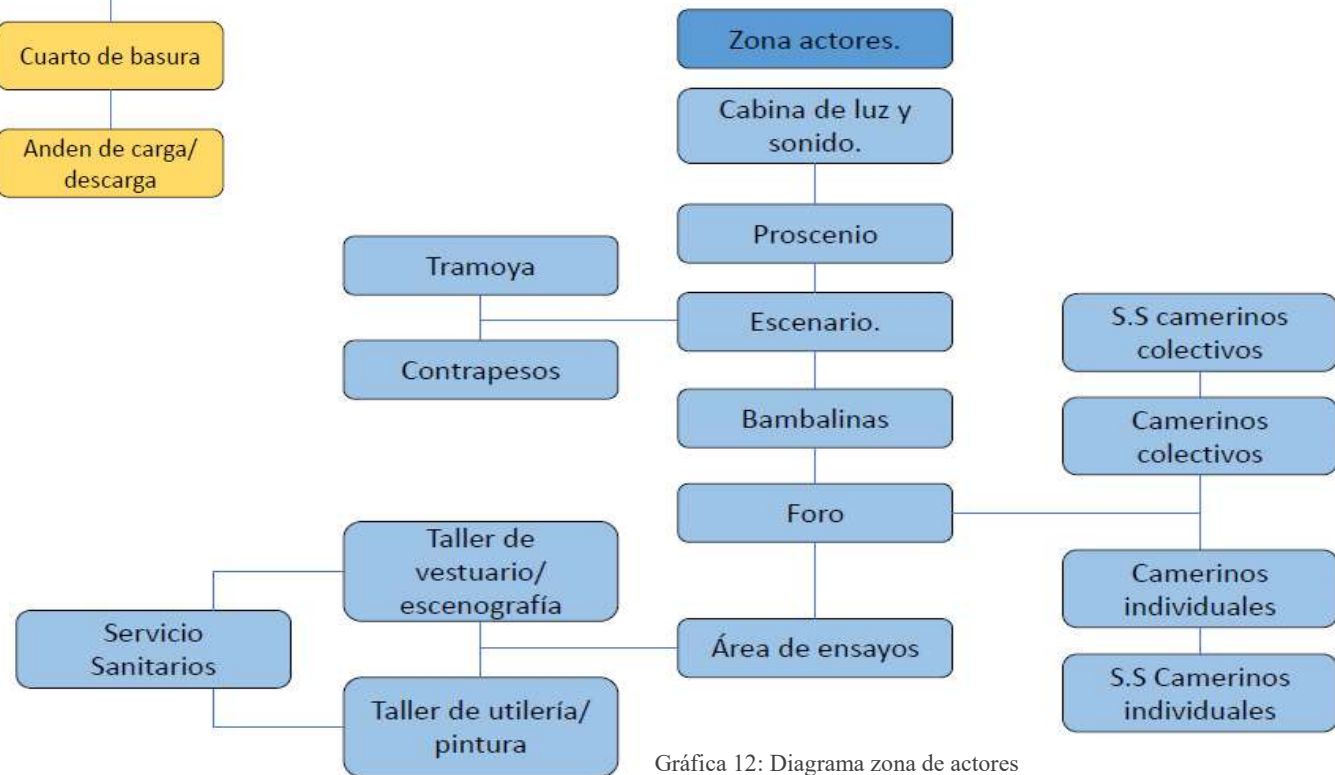 Cuarto de basura
Anden de carga/
descarga
Zona actores.
Cabina de luz y
sonido.
Proscenio
Tramoya
Escenario.
Contrapesos
Bambalinas
Foro
S.S camerinos
colectivos
Camerinos
colectivos
Camerinos
individuales
S.S Camerinos
individuales
Taller de
vestuario/
escenografía
Servicio
Sanitarios
Área de ensayos
Taller de utilería/
pintura
Gráfica 12: Diagrama zona de actores